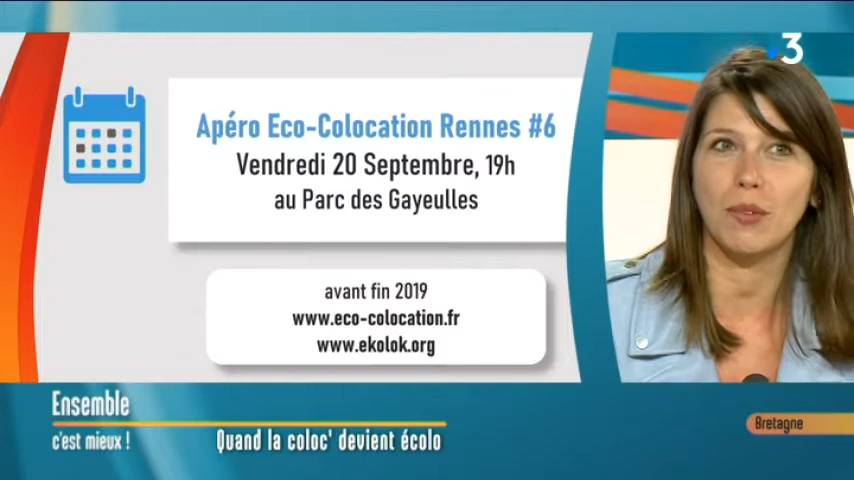 3
Apéro Eco-Colocation Rennes #6
Vendredi 20 Septembre, 19h
au Parc des Gayeulles
avant fin 2019
www.eco-colocation.fr
www.ekolok.org
Ensemble
c'est mieux !
Quand la coloc' devient écolo
Bretagne